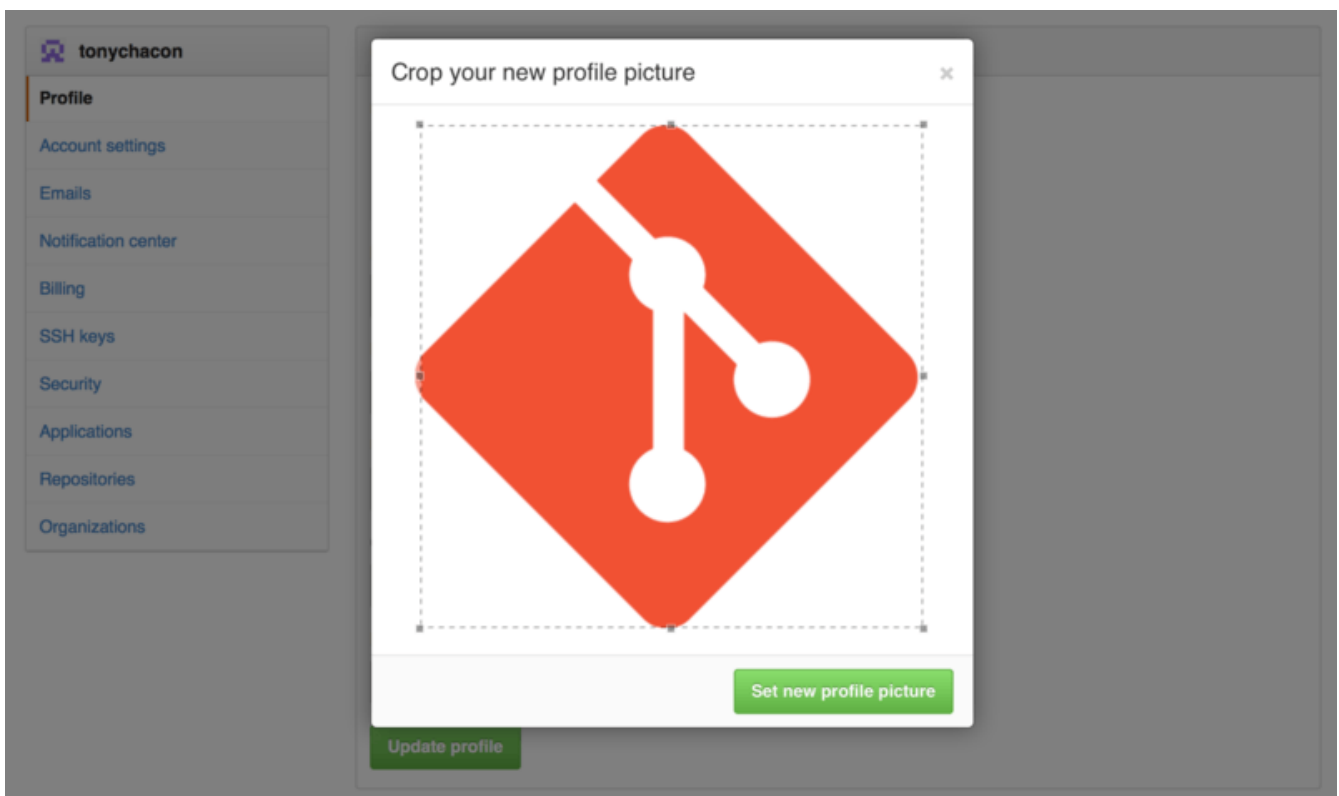 tonychacon
Profile
Account settings
Emails
Notification center
Billing
SSH keys
Security
Applications
Repositories
Organizations
Crop your new profile picture
×
Set new profile picture
Update profile